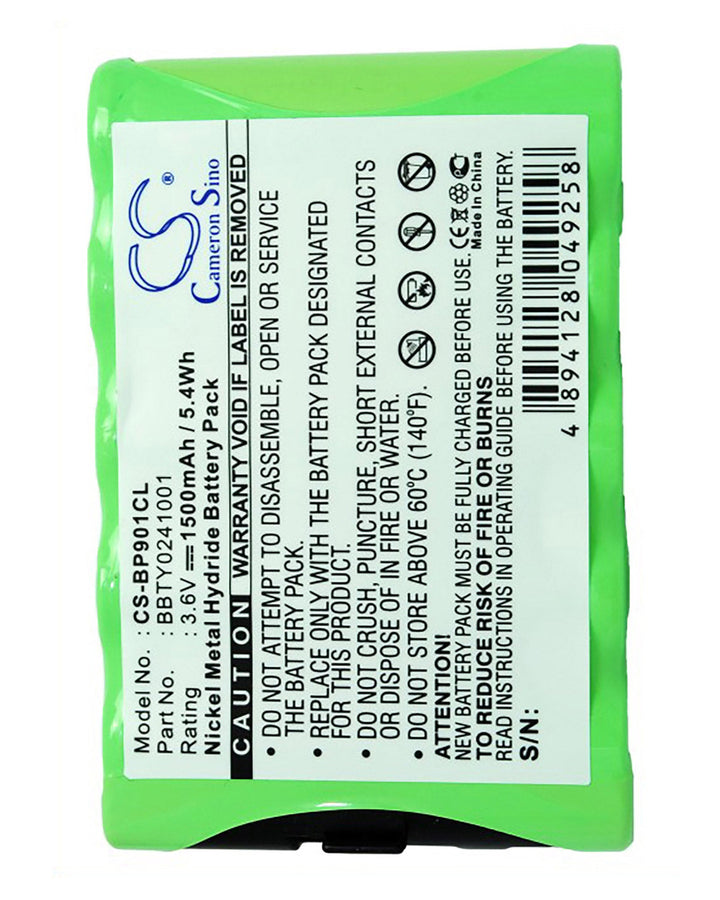 CS
®
Cameron Sino
Model No. : CS-BP901CL
Part No. : BBTY0241001
Rating : 3.6V 1500mAh / 5.4Wh
Nickel Metal Hydride Battery Pack
CAUTION WARRANTY VOID IF LABEL IS REMOVED
• DO NOT ATTEMPT TO DISASSEMBLE, OPEN OR SERVICE
THE BATTERY PACK.
• REPLACE ONLY WITH THE BATTERY PACK DESIGNATED
FOR THIS PRODUCT.
• DO NOT CRUSH, PUNCTURE, SHORT EXTERNAL CONTACTS
OR DISPOSE OF IN FIRE OR WATER.
• DO NOT STORE ABOVE 60ºC (140ºF).
ATTENTION:
NEW BATTERY PACK MUST BE FULLY CHARGED BEFORE USE.
TO REDUCE RISK OF FIRE OR BURNS
READ INSTRUCTIONS IN OPERATING GUIDE BEFORE USING THE BATTERY.
S/N:
CE
Made In China
4 894128 049258